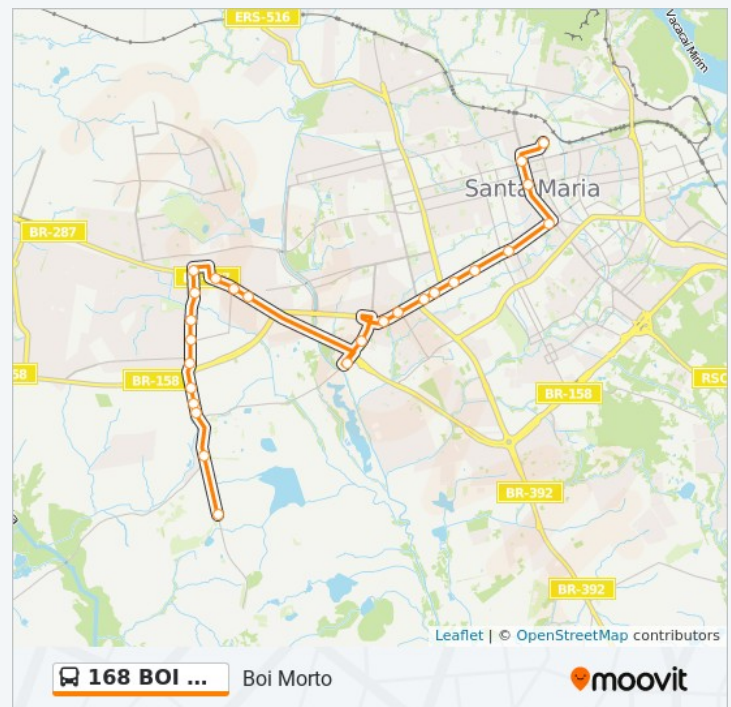 ERS-516
Vacacaí Mirim
Santa Maria
BR-287
BR-158
BR-158
RSC
BR-392
BR-392
Leaflet | © OpenStreetMap contributors
168 BOI ...
Boi Morto
moovit